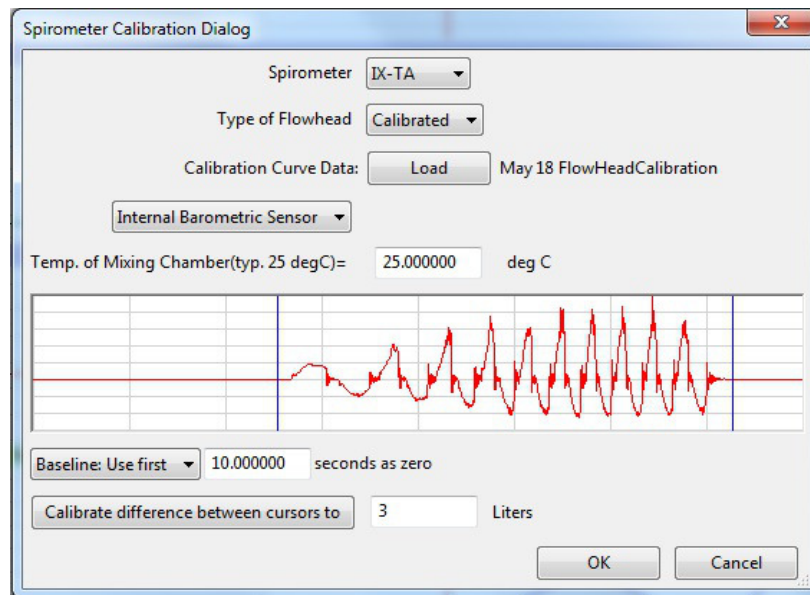 Spirometer Calibration Dialog
Spirometer IX-TA
Type of Flowhead Calibrated
Calibration Curve Data: Load May 18 FlowHeadCalibration
Internal Barometric Sensor
Temp. of Mixing Chamber(typ. 25 degC)= 25.000000 deg C
Baseline: Use first 10.000000 seconds as zero
Calibrate difference between cursors to 3 Liters
OK Cancel